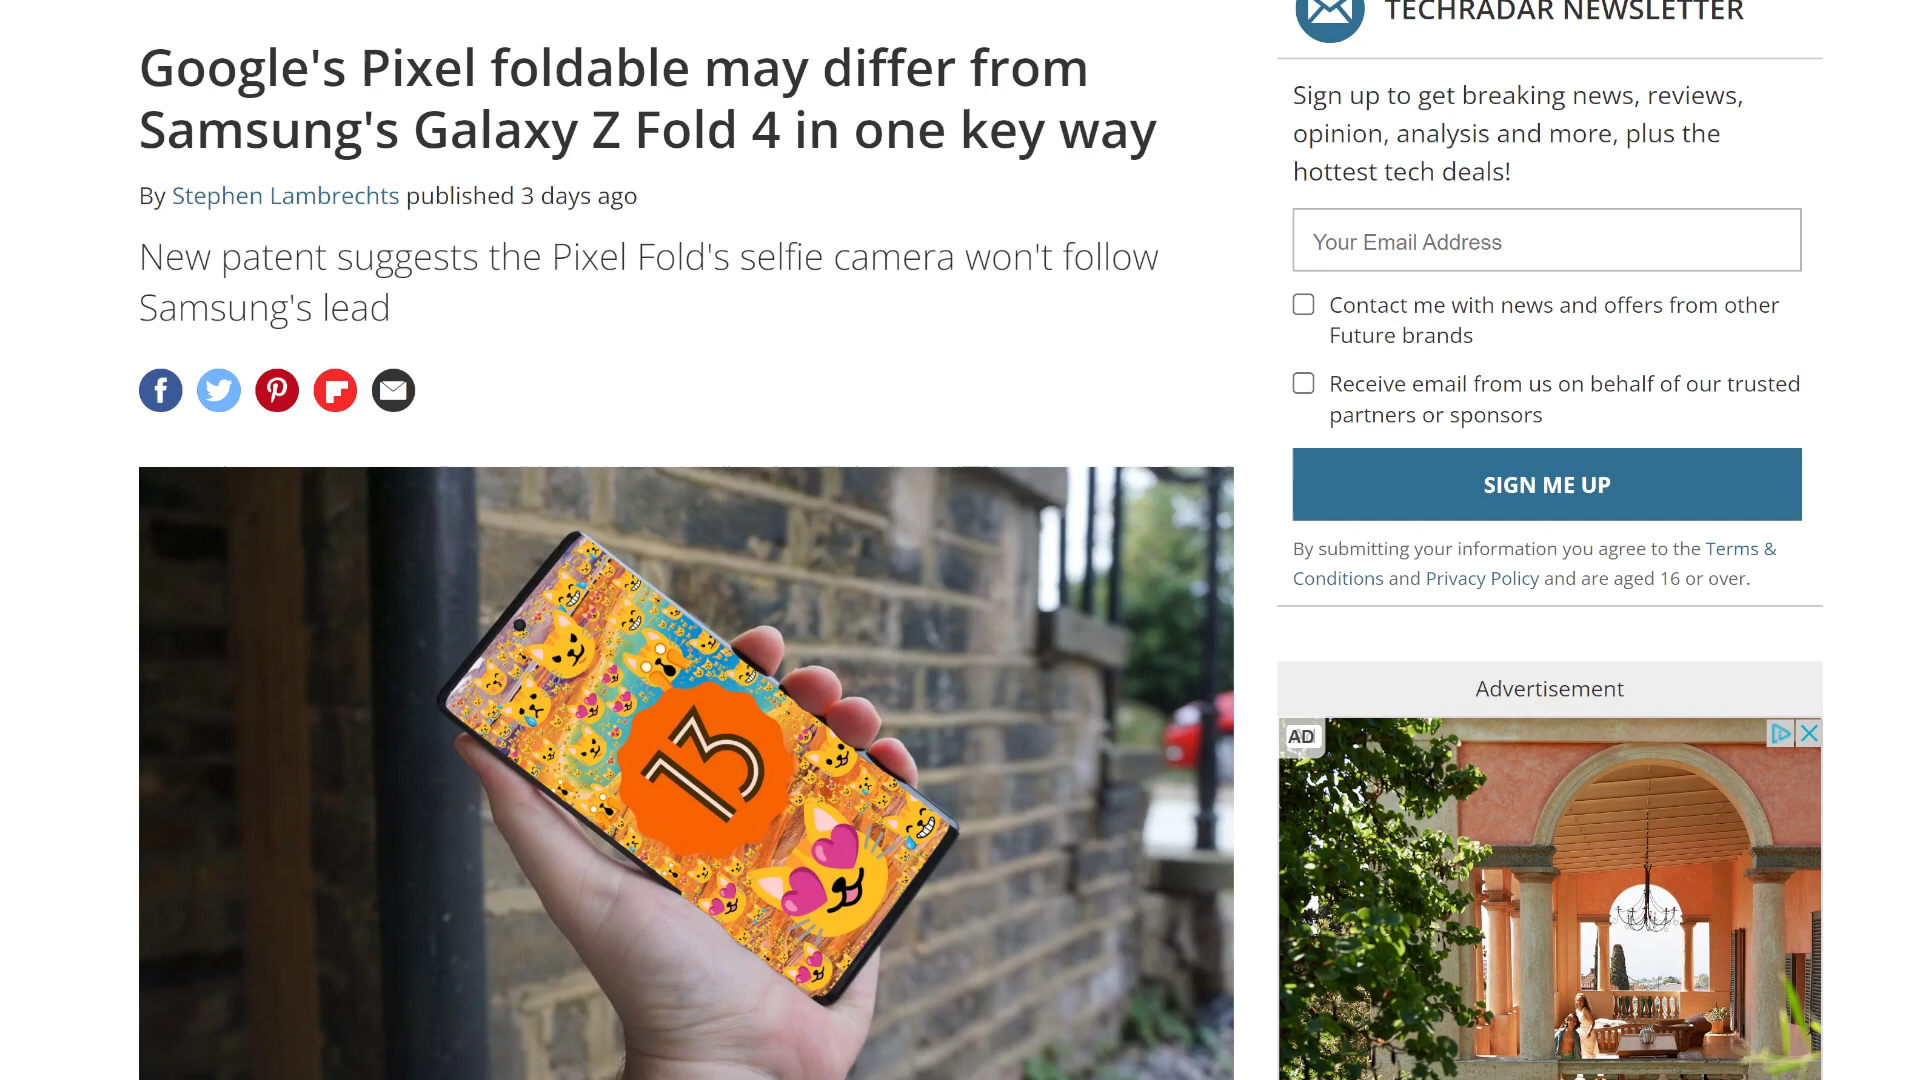 Google's Pixel foldable may differ from
Samsung's Galaxy Z Fold 4 in one key way
By Stephen Lambrechts published 3 days ago
New patent suggests the Pixel Fold's selfie camera won't follow
Samsung's lead
13
TECHRADAR NEWSLETTER
Sign up to get breaking news, reviews,
opinion, analysis and more, plus the
hottest tech deals!
Your Email Address
Contact me with news and offers from other
Future brands
Receive email from us on behalf of our trusted
partners or sponsors
SIGN ME UP
By submitting your information you agree to the Terms &
Conditions and Privacy Policy and are aged 16 or over.
Advertisement
AD